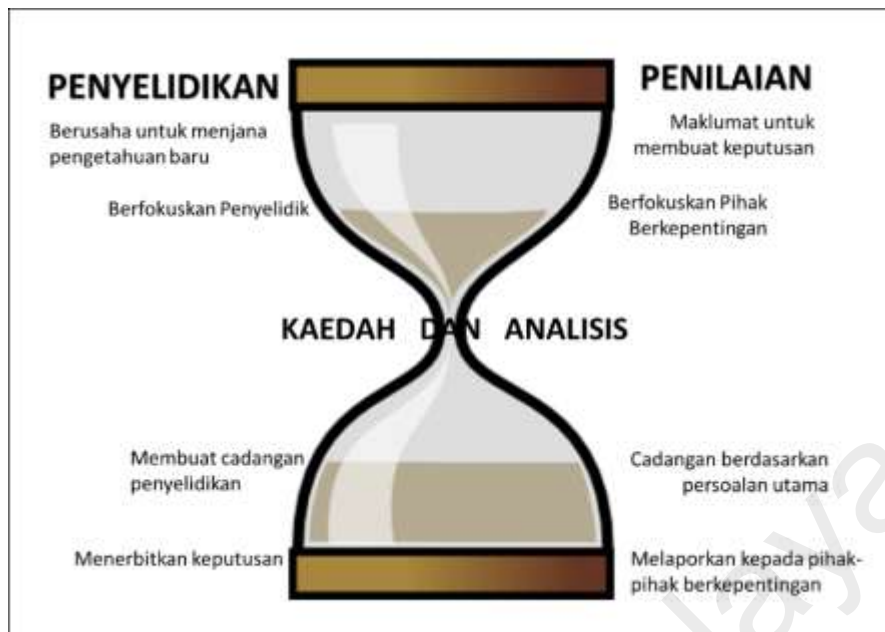 PENYELIDIKAN
Berusaha untuk menjana
pengetahuan baru
Berfokuskan Penyelidik
PENILAIAN
Maklumat untuk
membuat keputusan
Berfokuskan Pihak
Berkepentingan
KAEDAH DAN ANALISIS
Membuat cadangan
penyelidikan
Menerbitkan keputusan
Cadangan berdasarkan
persoalan utama
Melaporkan kepada pihak-
pihak berkepentingan
laya